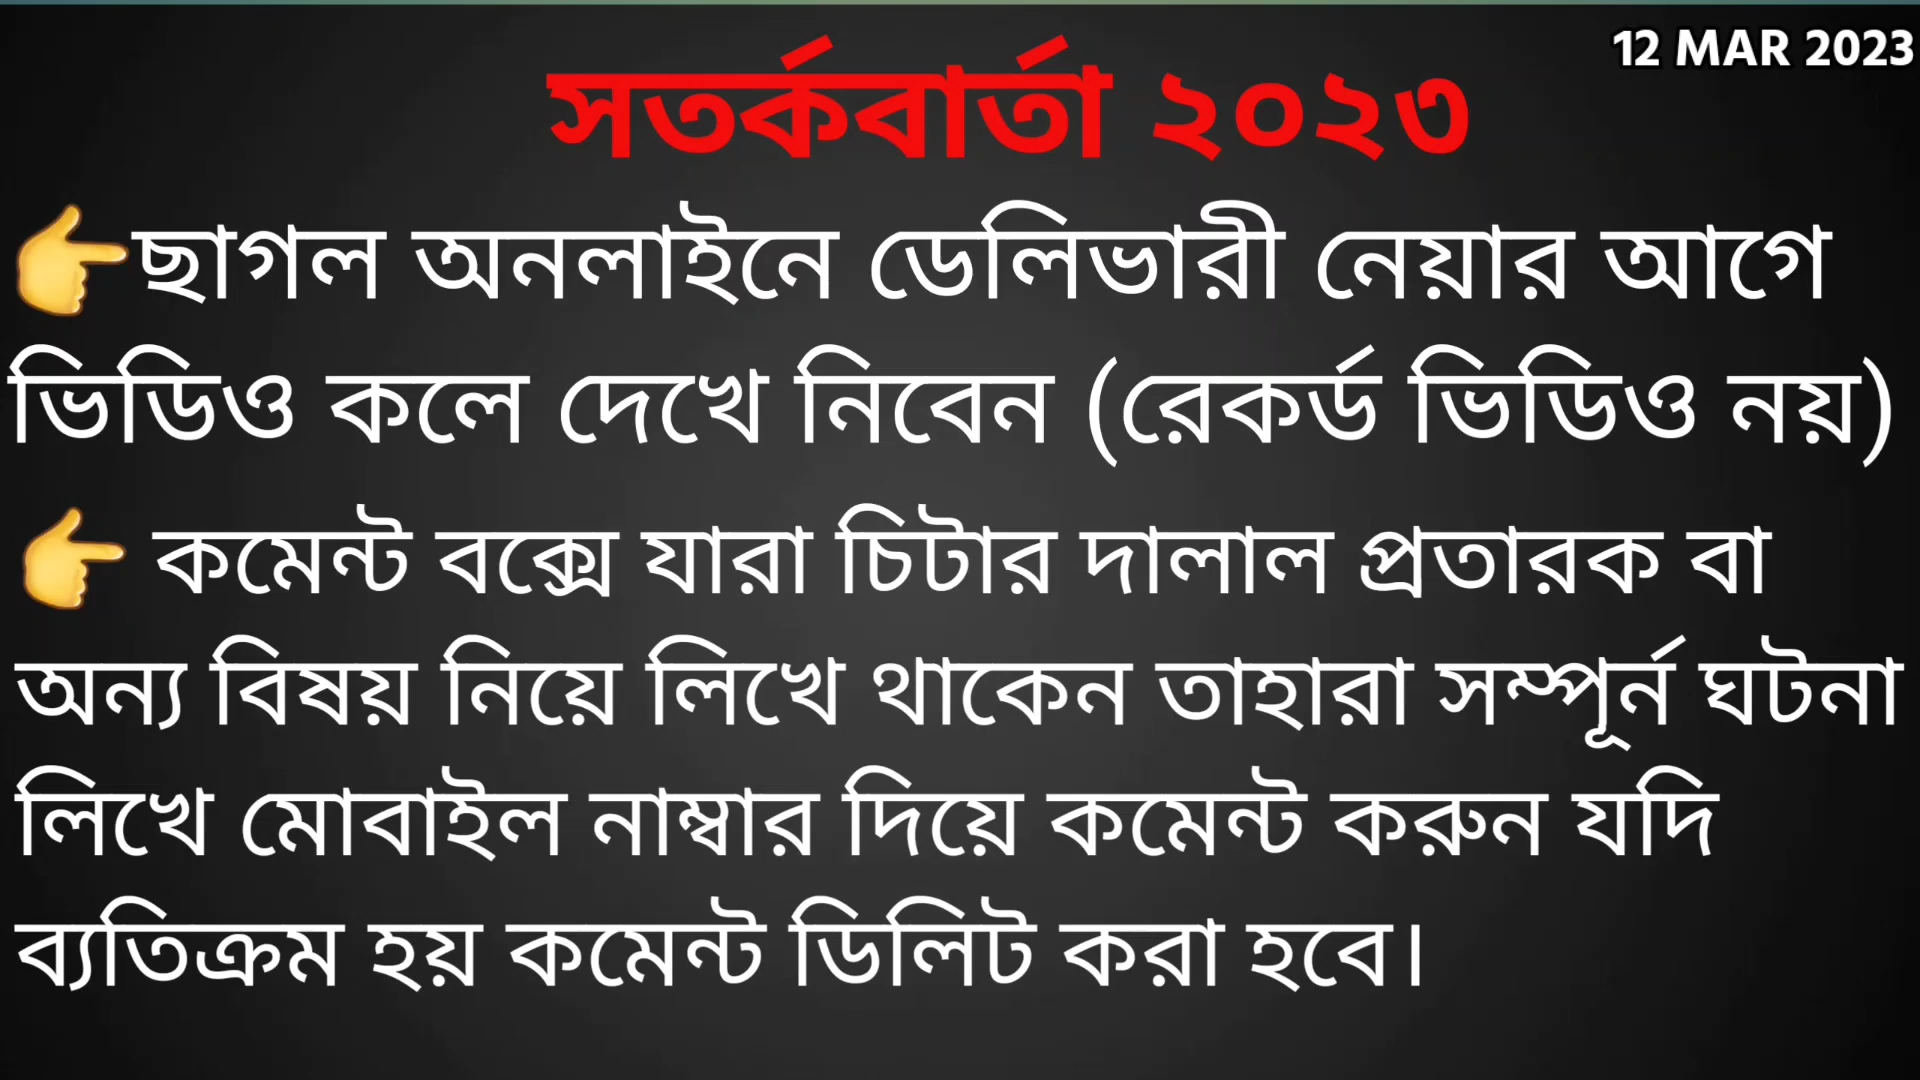 12 MAR 2023
সতর্কবার্তা ২০২৩
👉ছাগল অনলাইনে ডেলিভারী নেয়ার আগে
ভিডিও কলে দেখে নিবেন (রেকর্ড ভিডিও নয়)
👉 কমেন্ট বক্সে যারা চিটার দালাল প্রতারক বা
অন্য বিষয় নিয়ে লিখে থাকেন তাহারা সম্পূর্ন ঘটনা
লিখে মোবাইল নাম্বার দিয়ে কমেন্ট করুন যদি
ব্যতিক্রম হয় কমেন্ট ডিলিট করা হবে।